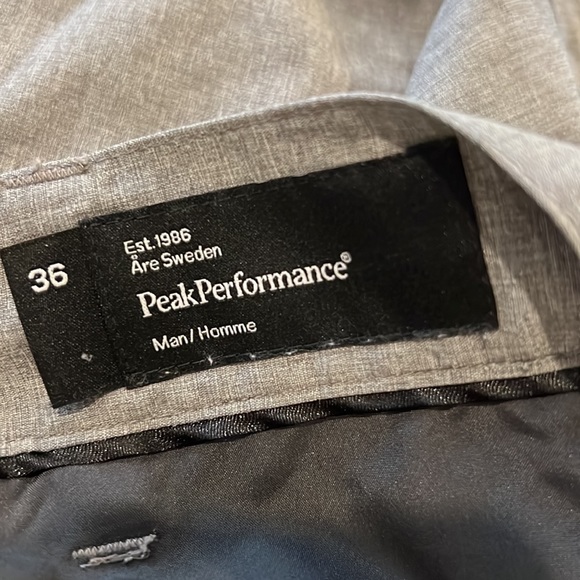 36
Est.1986
Åre Sweden
PeakPerformance®
Man/Homme